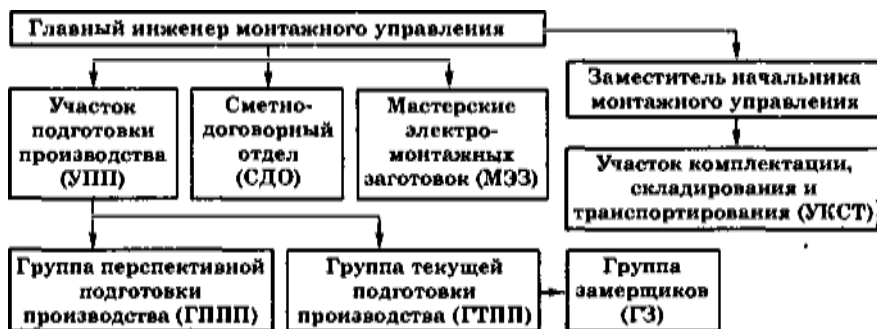 Главный инженер монтажного управления
Заместитель начальника
монтажного управления
Участок
подготовки
производства
(УПП)
Сметно-
договорный
отдел
(СДО)
Мастерские
электро-
монтажных
заготовок (МЭЗ)
Участок комплектации,
складирования и
транспортирования (УКСТ)
Группа перспективной
подготовки
производства (ГППП)
Группа текущей
подготовки
производства (ГТПП)
Группа
замерщиков
(ГЗ)